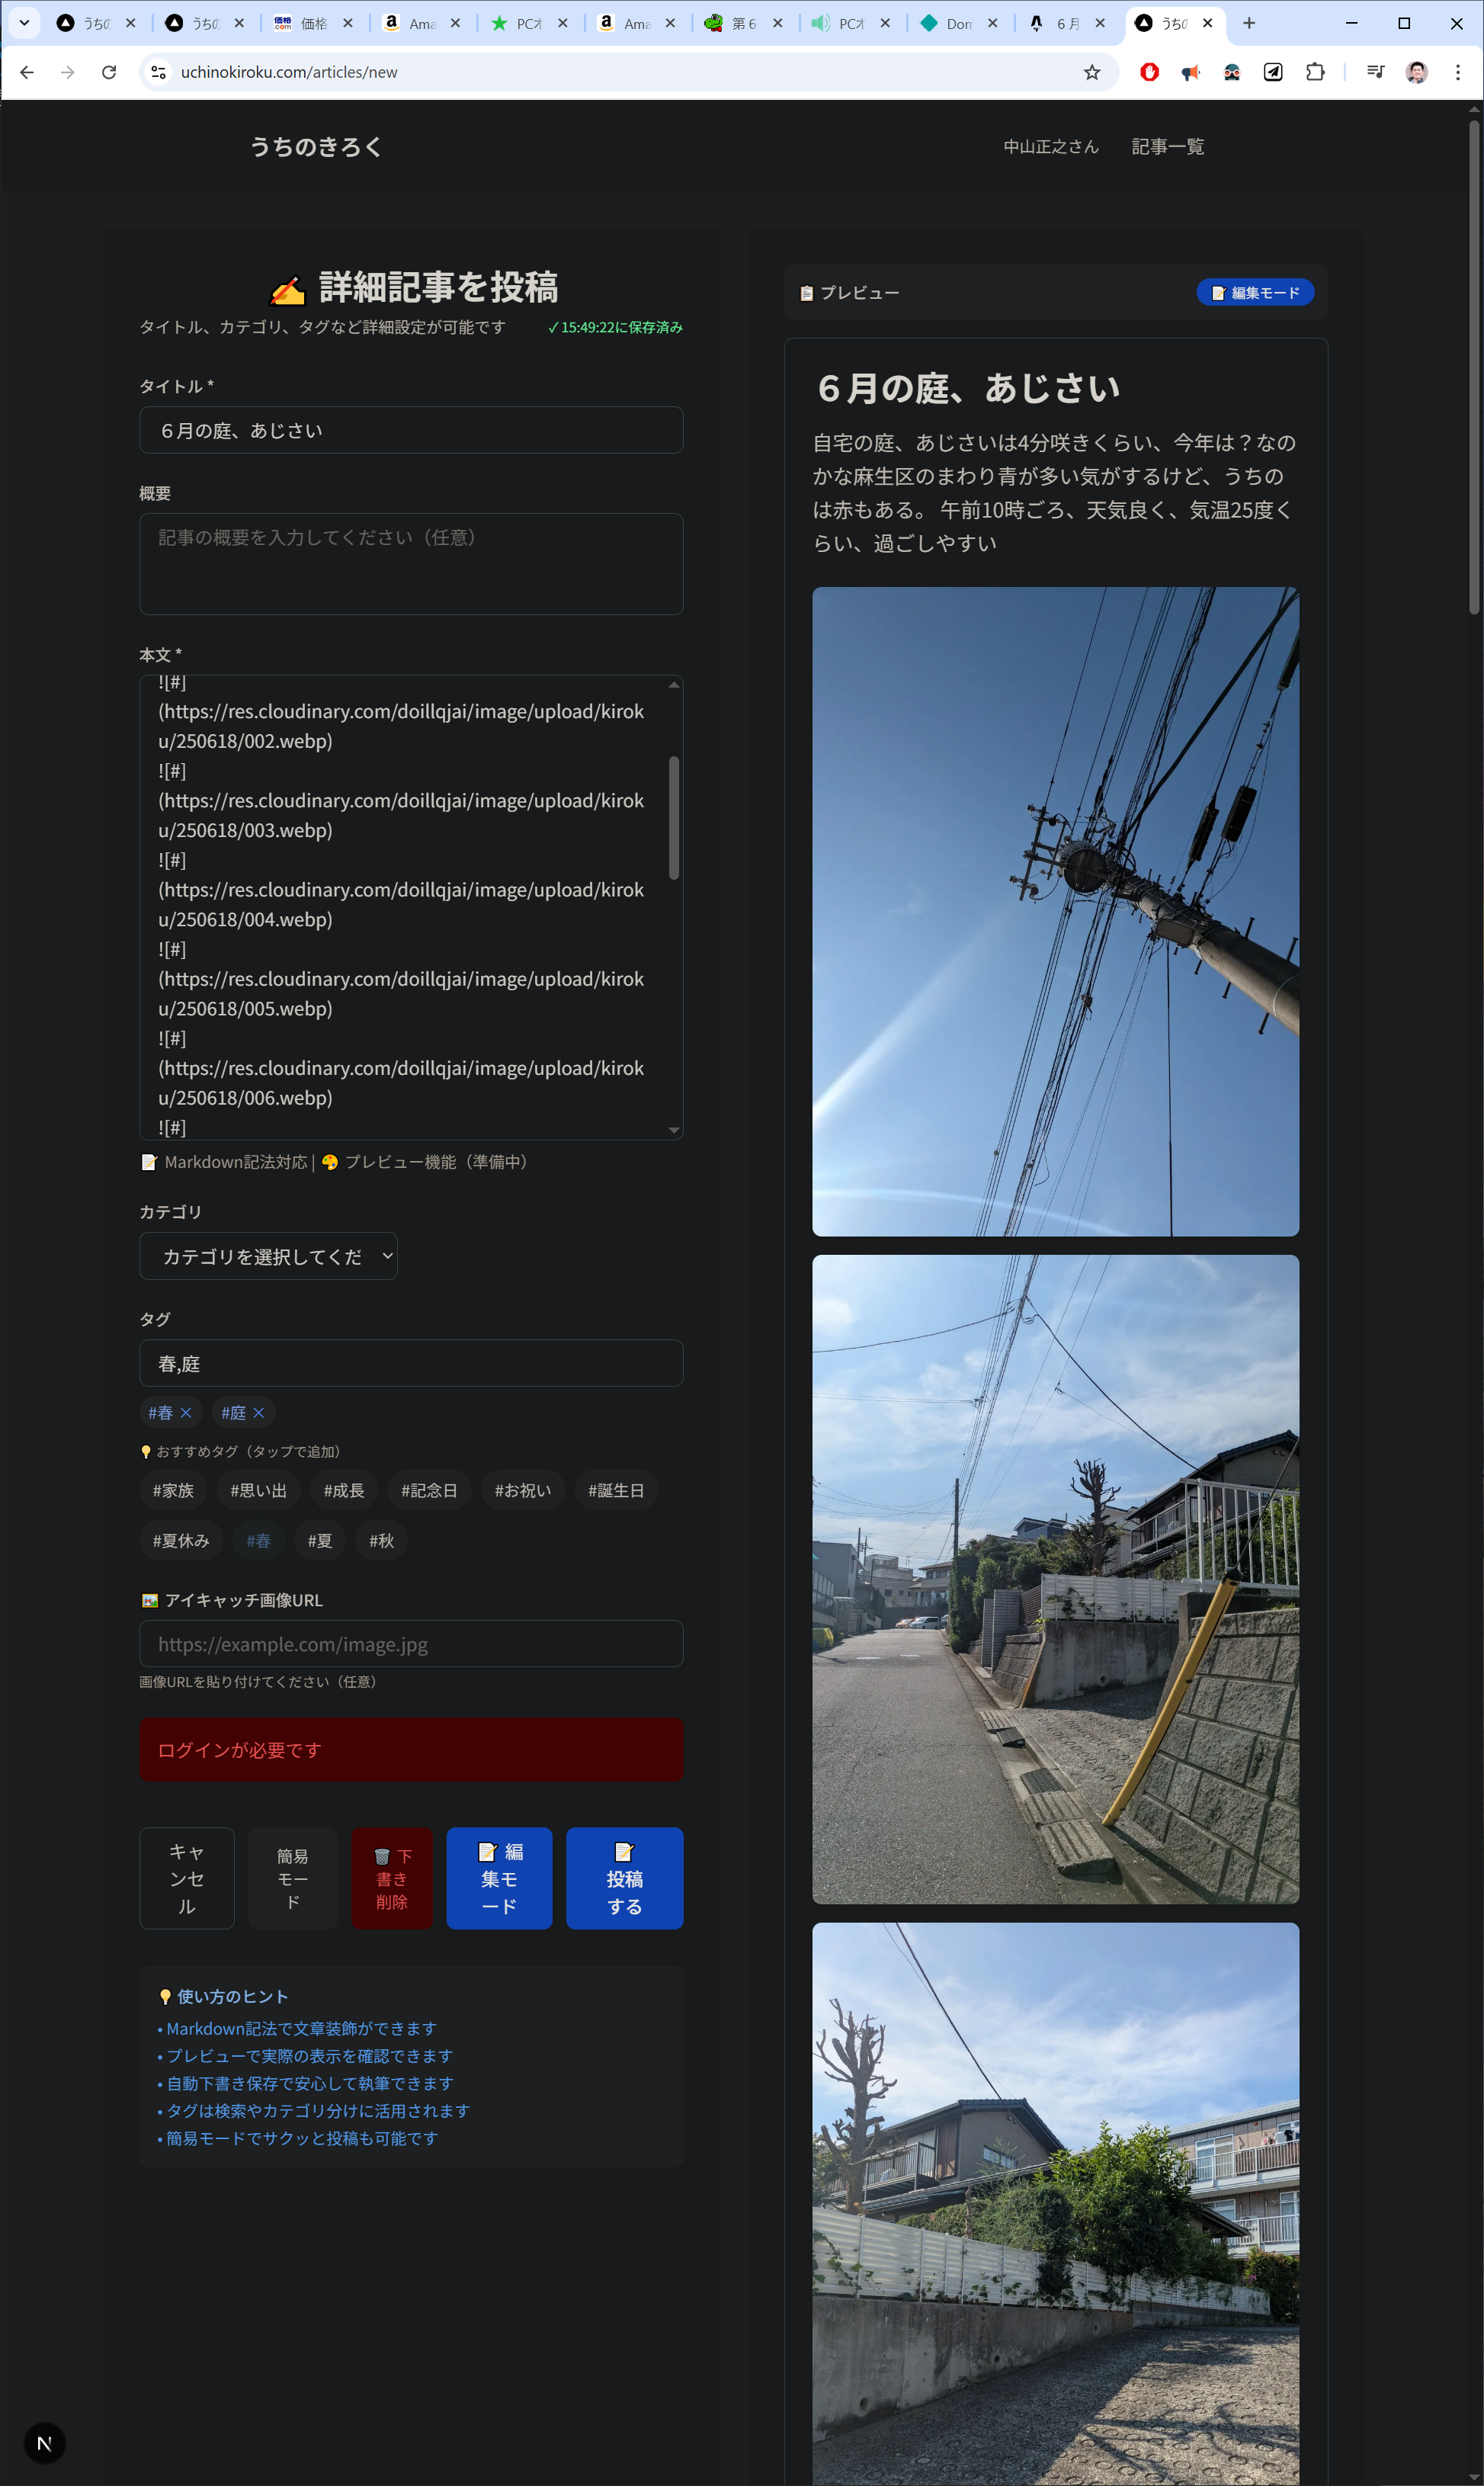 うちの
うちの
価格.com 価格
Ama
PCオ
Ama
第6
PCオ
Don
6月
うちの
uchinokiroku.com/articles/new
うちのきろく
中山正之さん 記事一覧
✍️ 詳細記事を投稿
タイトル、カテゴリ、タグなど詳細設定が可能です
✓ 15:49:22に保存済み
タイトル *
６月の庭、あじさい
概要
記事の概要を入力してください（任意）
本文 *
![#]
(https://res.cloudinary.com/doillqjai/image/upload/kirok
u/250618/002.webp)
![#]
(https://res.cloudinary.com/doillqjai/image/upload/kirok
u/250618/003.webp)
![#]
(https://res.cloudinary.com/doillqjai/image/upload/kirok
u/250618/004.webp)
![#]
(https://res.cloudinary.com/doillqjai/image/upload/kirok
u/250618/005.webp)
![#]
(https://res.cloudinary.com/doillqjai/image/upload/kirok
u/250618/006.webp)
![#]
📝 Markdown記法対応 | 🎨 プレビュー機能（準備中）
カテゴリ
カテゴリを選択してくだ
タグ
春,庭
#春 × #庭 ×
💡 おすすめタグ（タップで追加）
#家族 #思い出 #成長 #記念日 #お祝い #誕生日
#夏休み #春 #夏 #秋
🖼️ アイキャッチ画像URL
https://example.com/image.jpg
画像URLを貼り付けてください（任意）
ログインが必要です
キャ
ンセ
ル
簡易
モー
ド
🗑️ 下
書き
削除
📝 編
集モ
ード
📝
投稿
する
💡 使い方のヒント
• Markdown記法で文章装飾ができます
• プレビューで実際の表示を確認できます
• 自動下書き保存で安心して執筆できます
• タグは検索やカテゴリ分けに活用されます
• 簡易モードでサクッと投稿も可能です
N
📋 プレビュー
📝 編集モード
６月の庭、あじさい
自宅の庭、あじさいは4分咲きくらい、今年は？なの
かな麻生区のまわり青が多い気がするけど、うちの
は赤もある。 午前10時ごろ、天気良く、気温25度く
らい、過ごしやすい